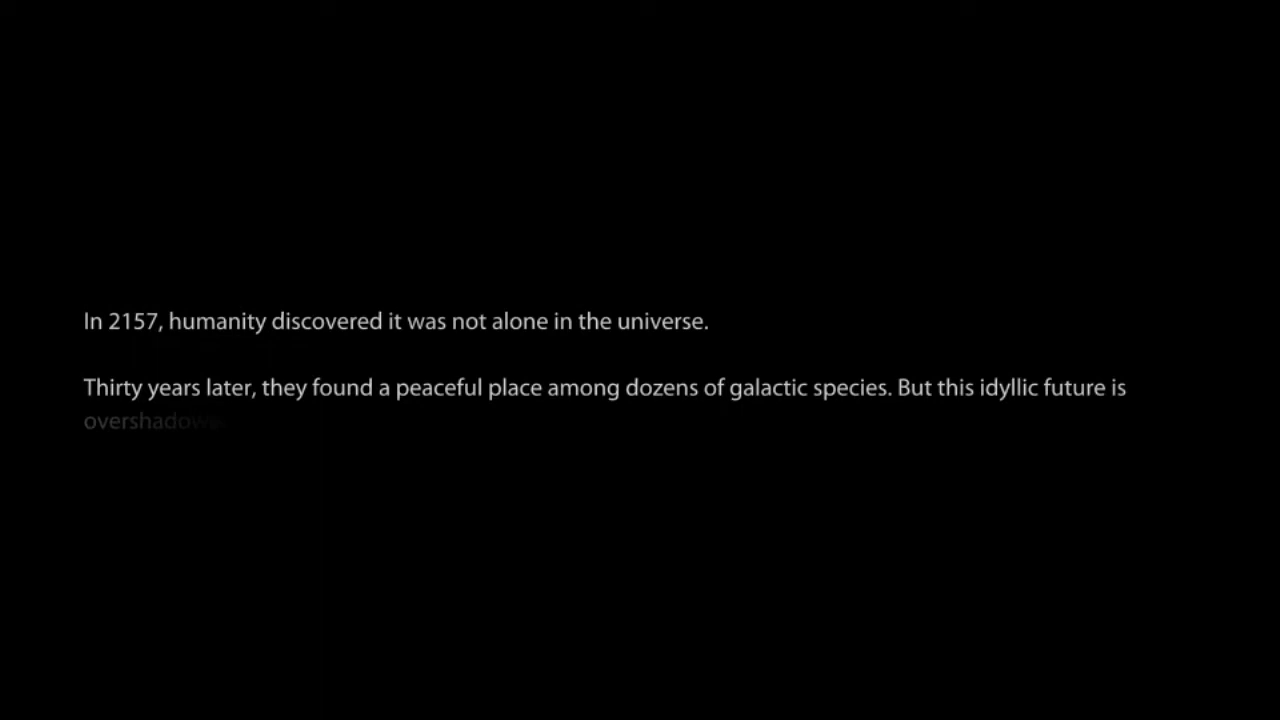 In 2157, humanity discovered it was not alone in the universe.
Thirty years later, they found a peaceful place among dozens of galactic species. But this idyllic future is